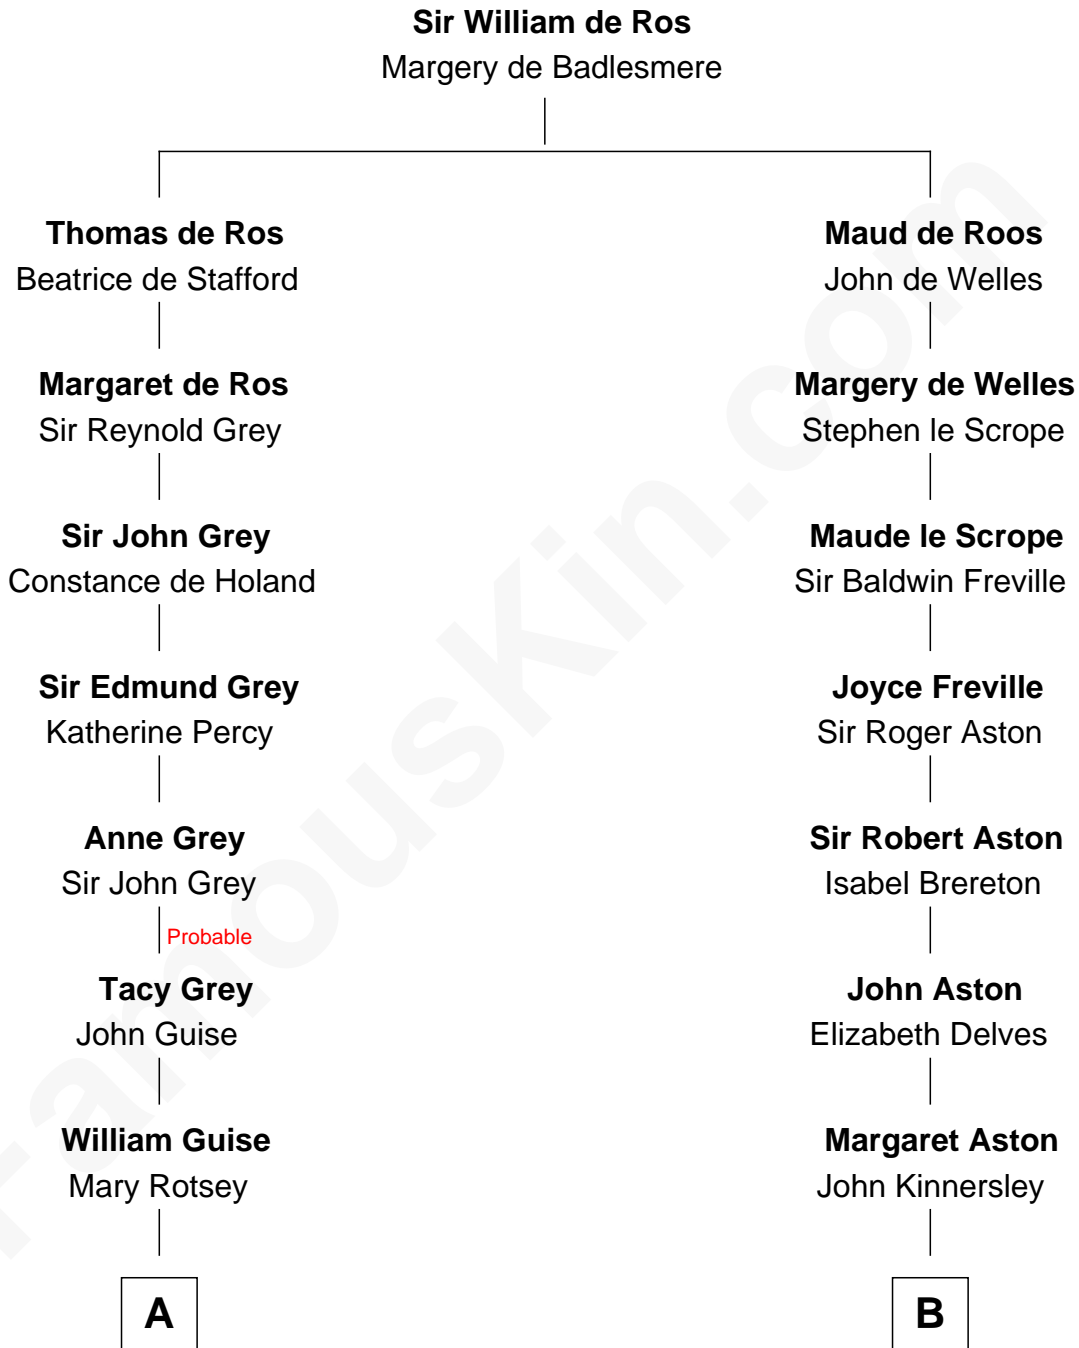 Sir William de Ros
Margery de Badlesmere
Thomas de Ros
Beatrice de Stafford
Margaret de Ros
Sir Reynold Grey
Sir John Grey
Constance de Holand
Sir Edmund Grey
Katherine Percy
Anne Grey
Sir John Grey
Probable
Tacy Grey
John Guise
William Guise
Mary Rotsey
A
Maud de Roos
John de Welles
Margery de Welles
Stephen le Scrope
Maude le Scrope
Sir Baldwin Freville
Joyce Freville
Sir Roger Aston
Sir Robert Aston
Isabel Brereton
John Aston
Elizabeth Delves
Margaret Aston
John Kinnersley
B
FamousKin.com